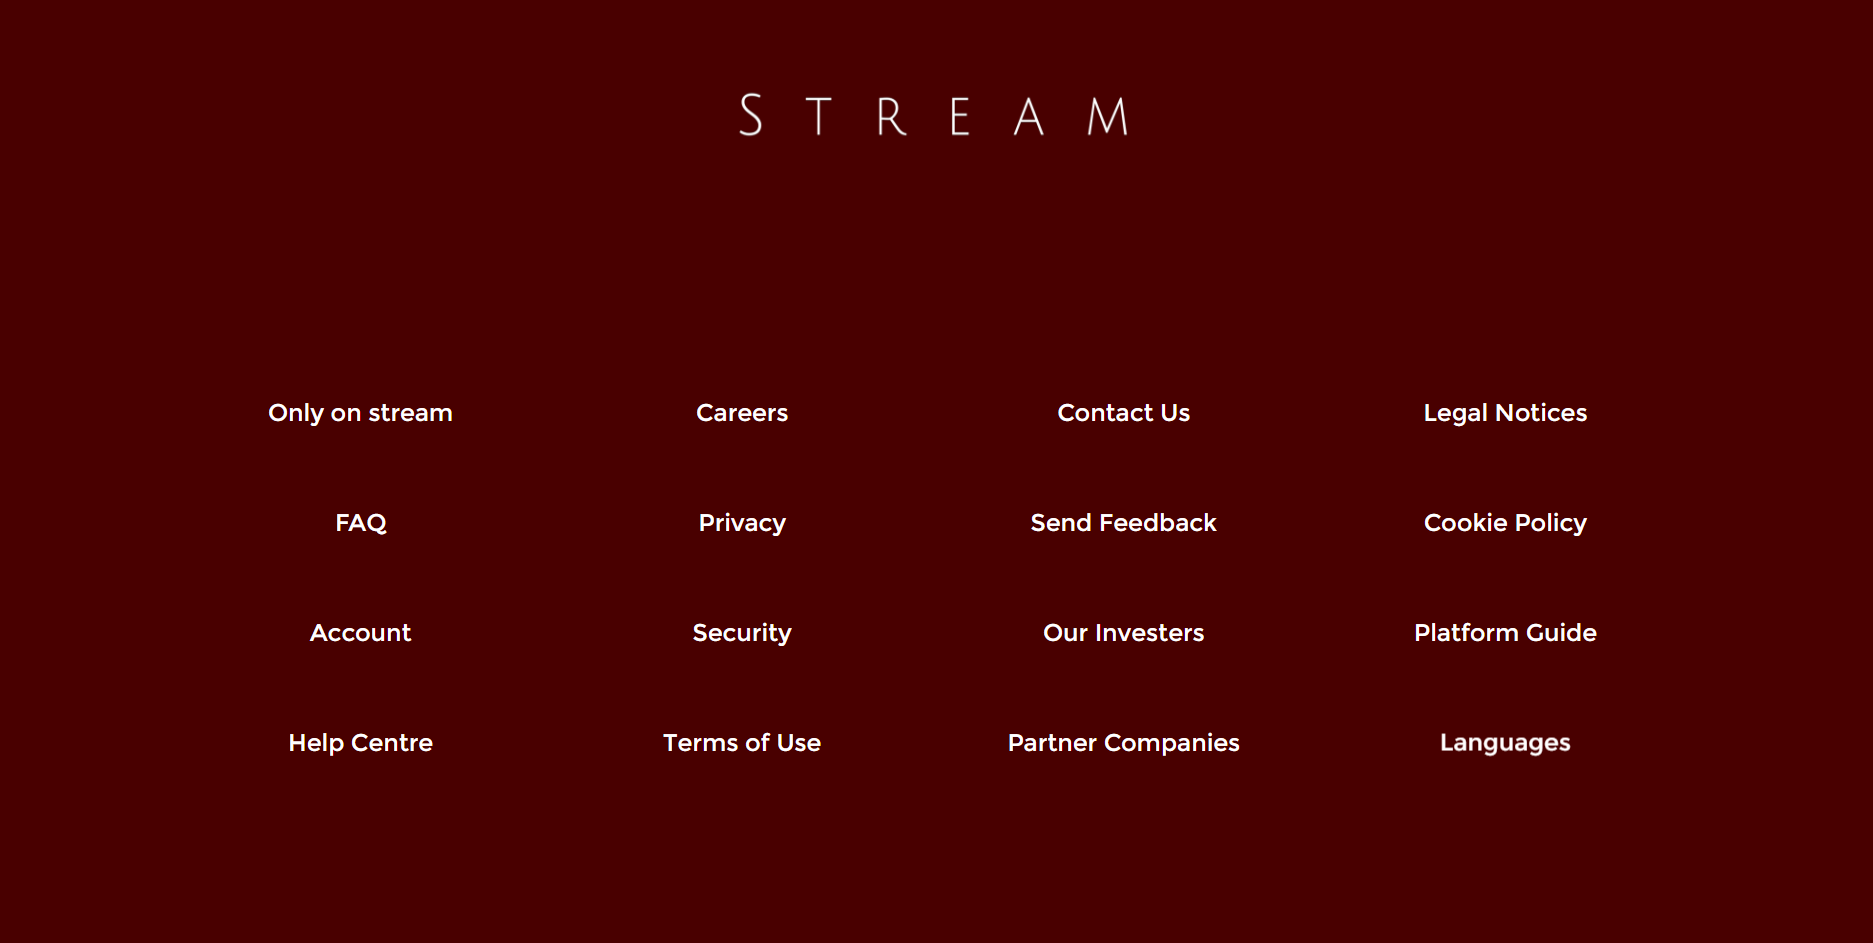 STREAM
Only on stream Careers Contact Us Legal Notices
FAQ Privacy Send Feedback Cookie Policy
Account Security Our Investers Platform Guide
Help Centre Terms of Use Partner Companies Languages